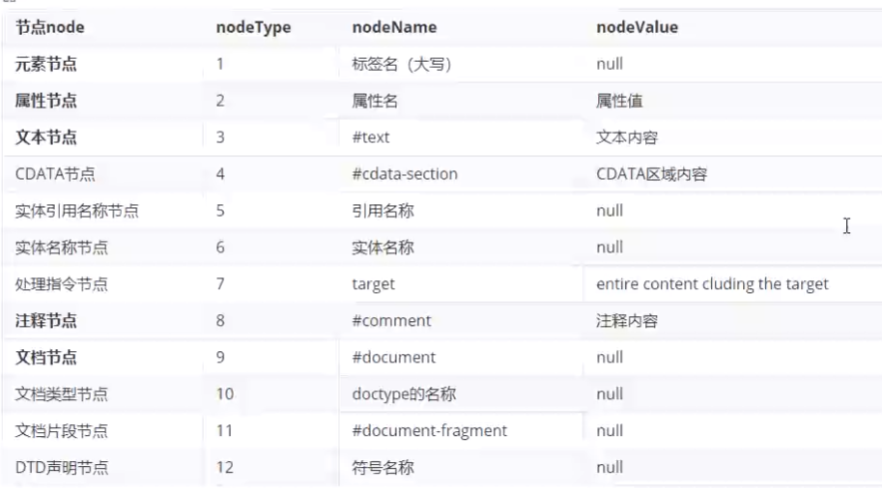 节点node nodeType nodeName nodeValue
元素节点 1 标签名（大写） null
属性节点 2 属性名 属性值
文本节点 3 #text 文本内容
CDATA节点 4 #cdata-section CDATA区域内容
实体引用名称节点 5 引用名称 null
实体名称节点 6 实体名称 null
处理指令节点 7 target entire content cluding the target
注释节点 8 #comment 注释内容
文档节点 9 #document null
文档类型节点 10 doctype的名称 null
文档片段节点 11 #document-fragment null
DTD声明节点 12 符号名称 null